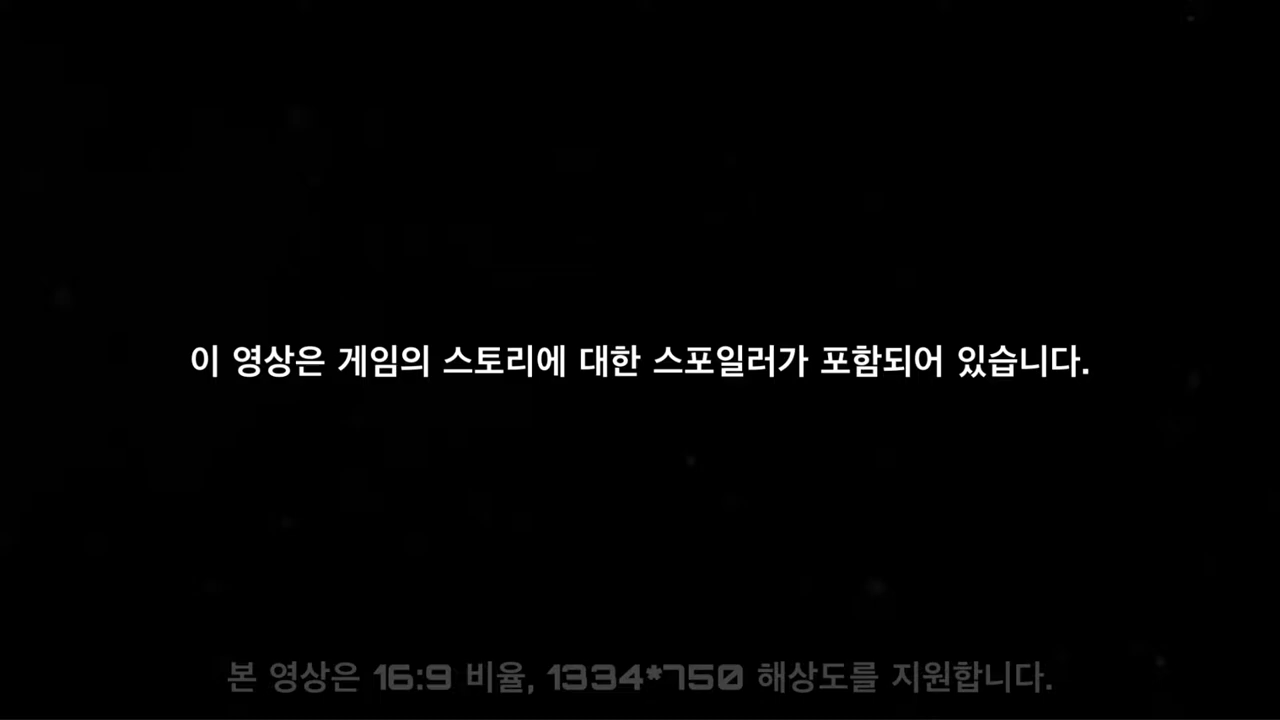 이 영상은 게임의 스토리에 대한 스포일러가 포함되어 있습니다.
본 영상은 16:9 비율, 1334*750 해상도를 지원합니다.